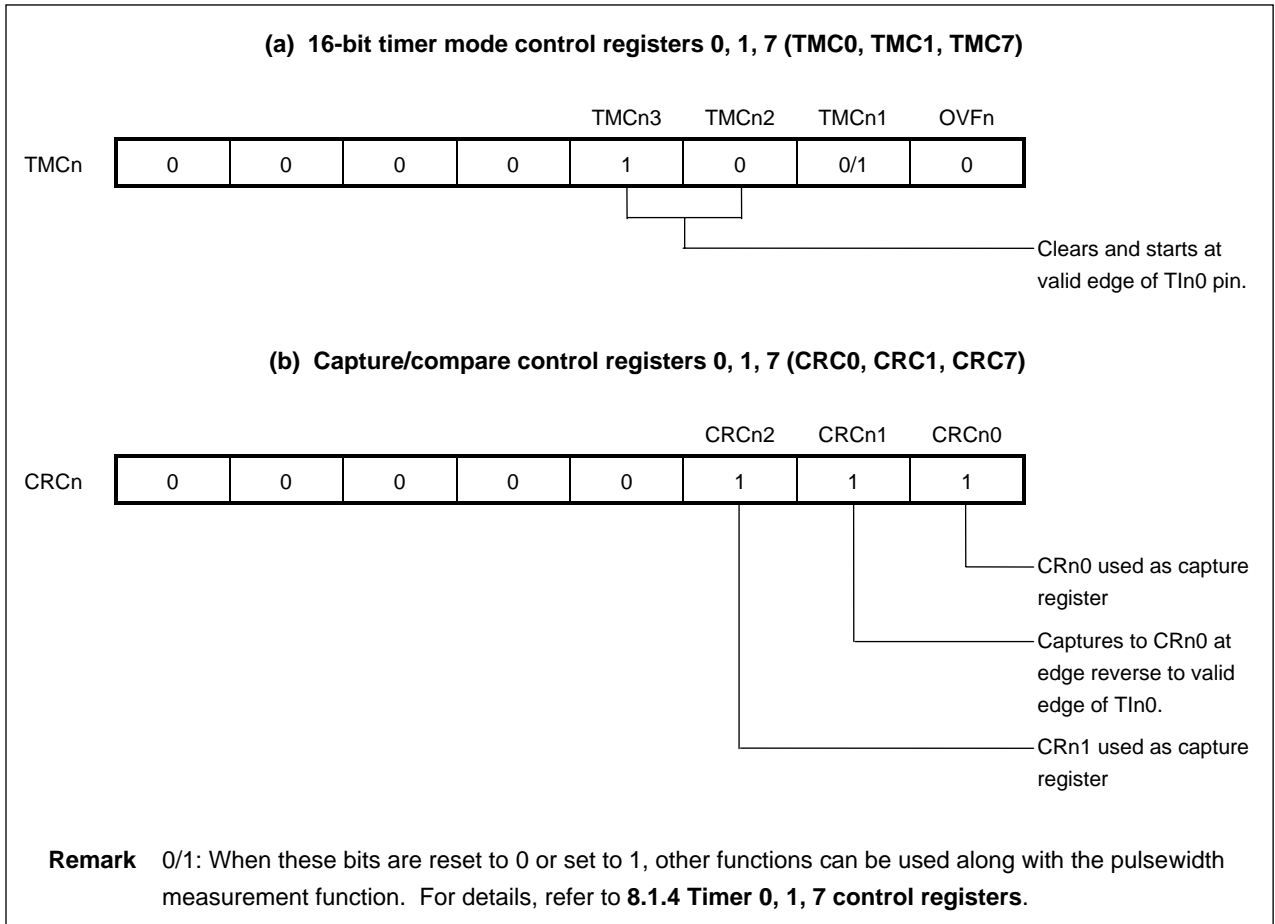 (a) 16-bit timer mode control registers 0, 1, 7 (TMC0, TMC1, TMC7)
TMCn3 TMCn2 TMCn1 OVFn
TMCn 0 0 0 0 1 0 0/1 0
Clears and starts at
valid edge of TIn0 pin.
(b) Capture/compare control registers 0, 1, 7 (CRC0, CRC1, CRC7)
CRCn2 CRCn1 CRCn0
CRCn 0 0 0 0 0 1 1 1
CRn0 used as capture
register
Captures to CRn0 at
edge reverse to valid
edge of TIn0.
CRn1 used as capture
register
Remark 0/1: When these bits are reset to 0 or set to 1, other functions can be used along with the pulsewidth
measurement function. For details, refer to 8.1.4 Timer 0, 1, 7 control registers.